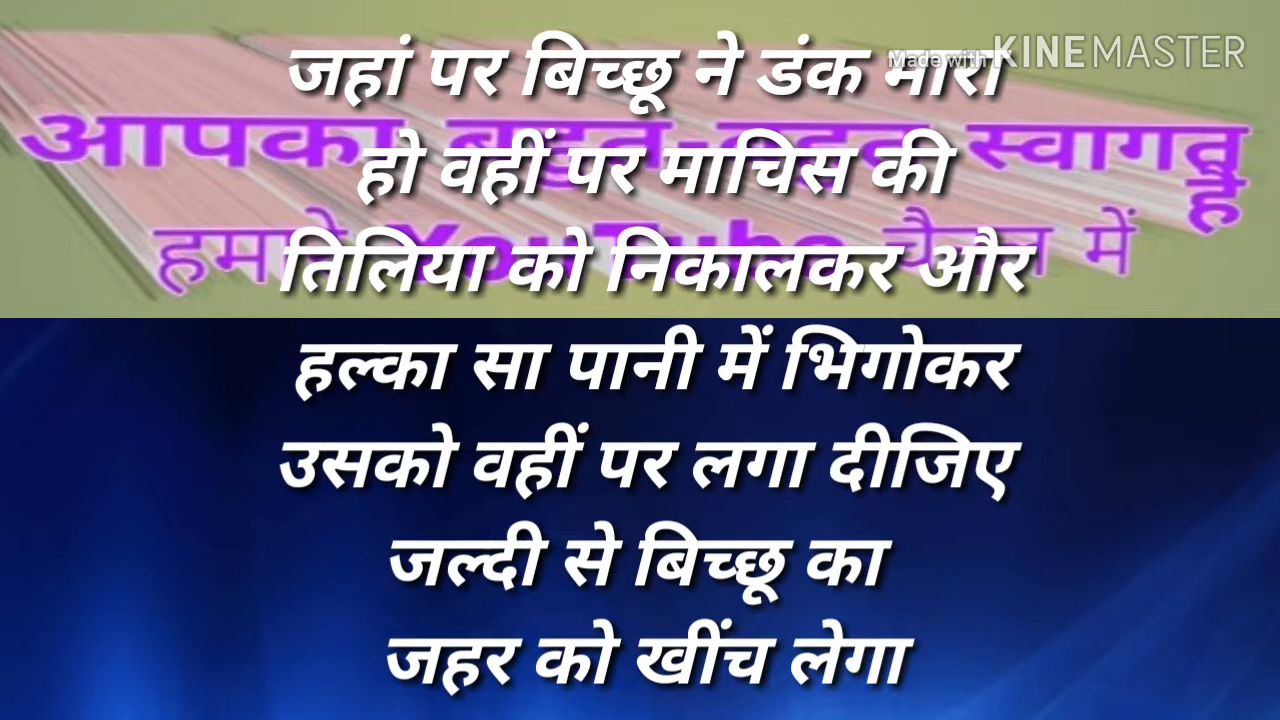 Made with KINEMASTER
जहां पर बिच्छू ने डंक मारा
आपका स्वागत
हो वहीं पर माचिस की
है
तिलिया को निकालकर और
में
हल्का सा पानी में भिगोकर
उसको वहीं पर लगा दीजिए
जल्दी से बिच्छू का
जहर को खींच लेगा